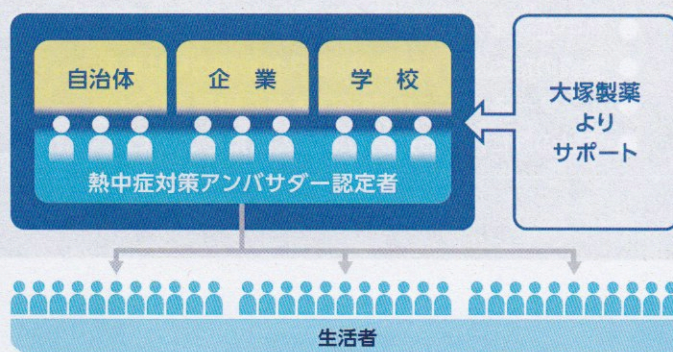 自治体
企 業
学 校
熱中症対策アンバサダー認定者
大塚製薬
より
サポート
生活者